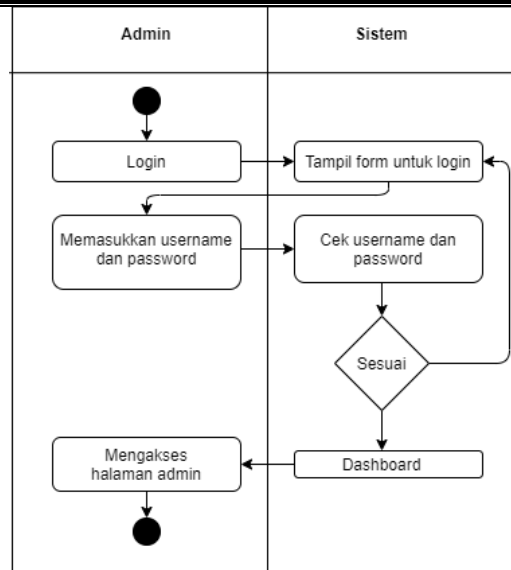 Admin
Sistem
Login
Tampil form untuk login
Memasukkan username
dan password
Cek username dan
password
Sesuai
Mengakses
halaman admin
Dashboard